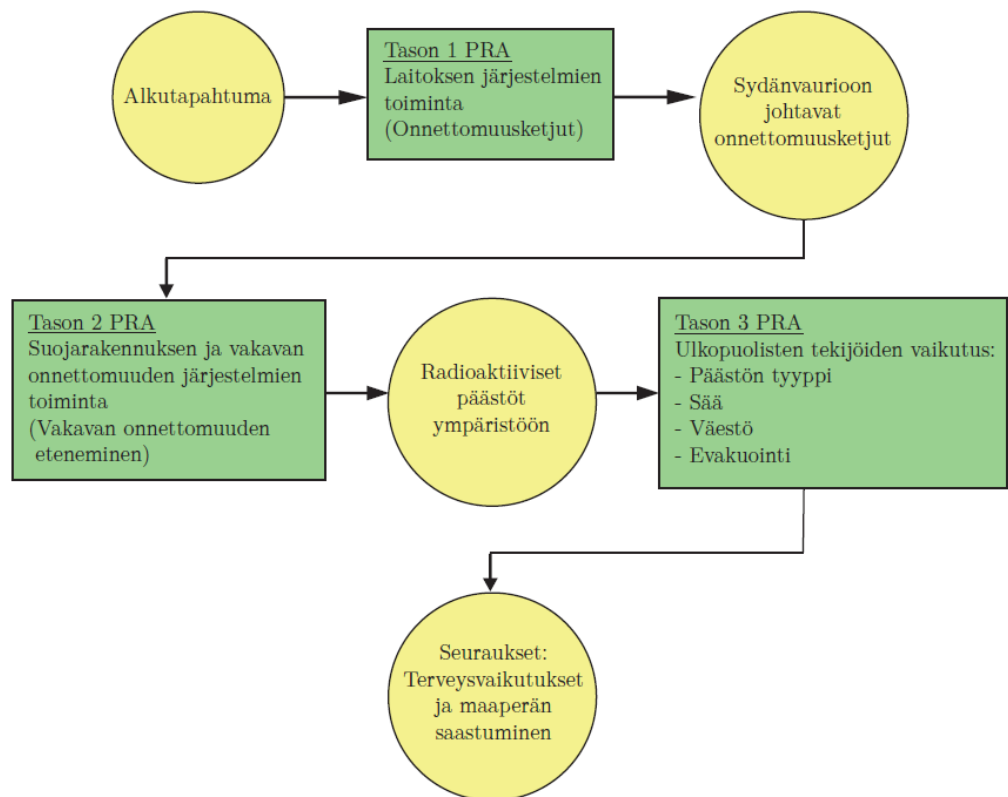 Alkutapahtuma
Tason 1 PRA
Laitoksen järjestelmien
toiminta
(Onnettomuusketjut)
Sydänvaurioon
johtavat
onnettomuusketjut
Tason 2 PRA
Suojarakennuksen ja vakavan
onnettomuuden järjestelmien
toiminta
(Vakavan onnettomuuden
eteneminen)
Radioaktiiviset
päästöt
ympäristöön
Tason 3 PRA
Ulkopuolisten tekijöiden vaikutus:
- Päästön tyyppi
- Sää
- Väestö
- Evakuointi
Seuraukset:
Terveysvaikutukset
ja maaperän
saastuminen